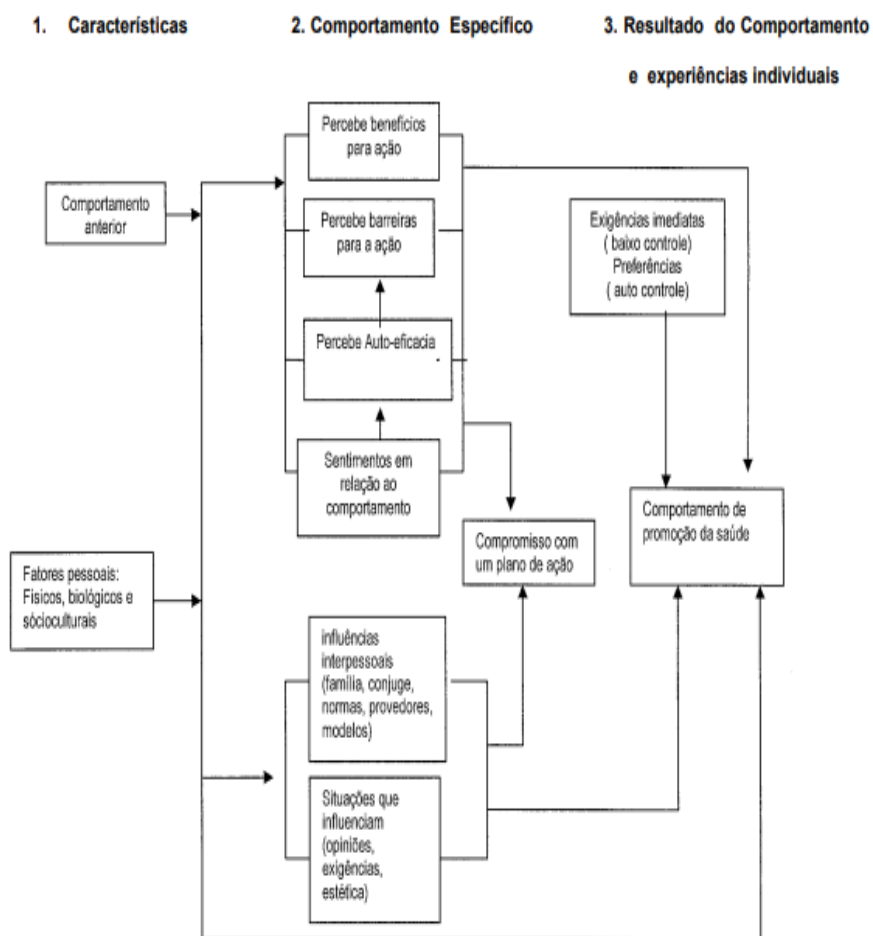 1. Características
2. Comportamento Específico
3. Resultado do Comportamento
e experiências individuais
Comportamento
anterior
Fatores pessoais:
Físicos, biológicos e
sócioculturais
Percebe benefícios
para ação
Percebe barreiras
para a ação
Percebe Auto-eficacia
Sentimentos em
relação ao
comportamento
Compromisso com
um plano de ação
influências
interpessoais
(família, conjuge,
normas, provedores,
modelos)
Situações que
influenciam
(opiniões,
exigências,
estética)
Exigências imediatas
( baixo controle)
Preferências
( auto controle)
Comportamento de
promoção da saúde